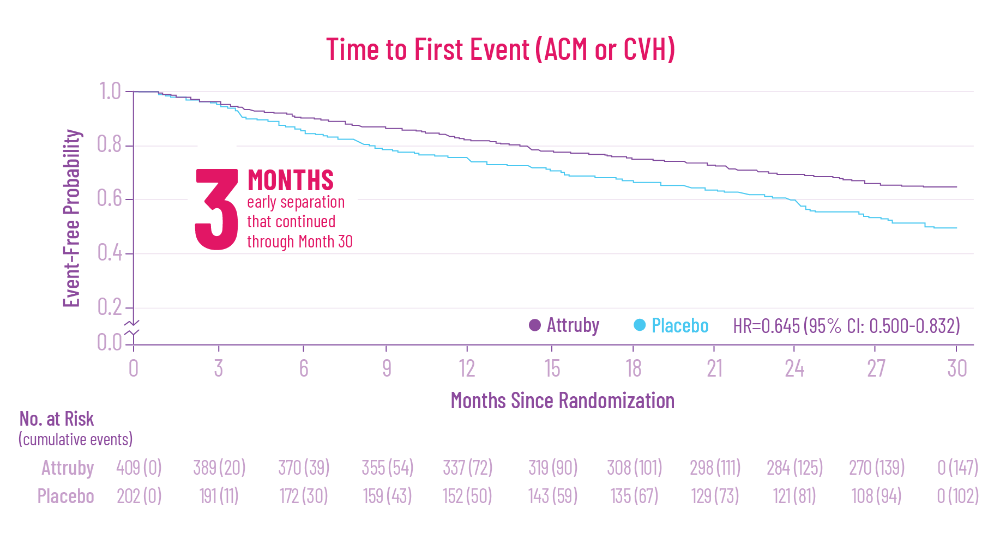 Time to First Event (ACM or CVH)
Event-Free Probability
1.0
0.8
0.6
0.4
0.2
0.0
3 MONTHS
early separation
that continued
through Month 30
Attruby Placebo HR=0.645 (95% CI: 0.500-0.832)
0 3 6 9 12 15 18 21 24 27 30
Months Since Randomization
No. at Risk
(cumulative events)
Attruby 409 (0) 389 (20) 370 (39) 355 (54) 337 (72) 319 (90) 308 (101) 298 (111) 284 (125) 270 (139) 0 (147)
Placebo 202 (0) 191 (11) 172 (30) 159 (43) 152 (50) 143 (59) 135 (67) 129 (73) 121 (81) 108 (94) 0 (102)